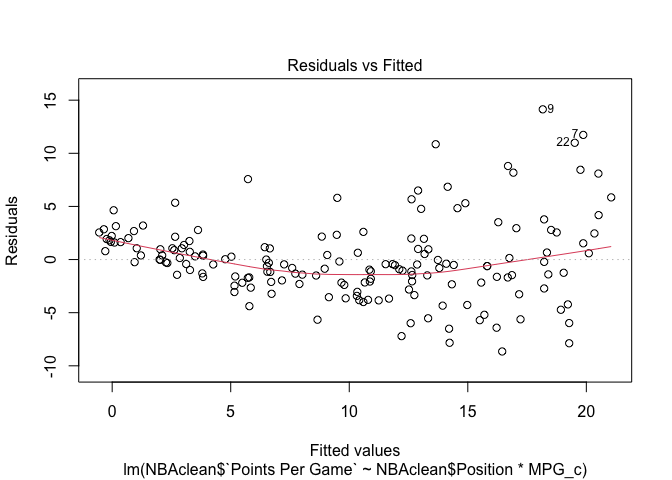 Residuals vs Fitted
Residuals
15
10
5
0
-5
-10
9
7
22
0 5 10 15 20
Fitted values
lm(NBAclean$`Points Per Game` ~ NBAclean$Position * MPG_c)